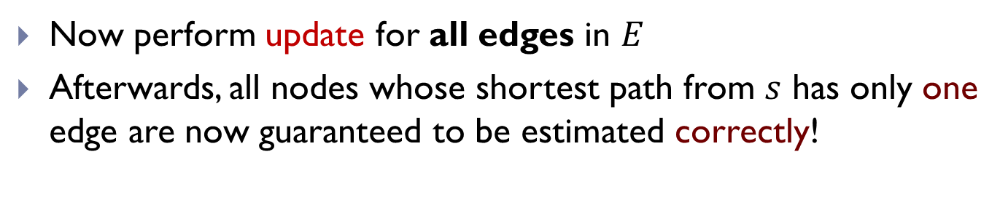 Now perform update for all edges in E
Afterwards, all nodes whose shortest path from s has only one
edge are now guaranteed to be estimated correctly!